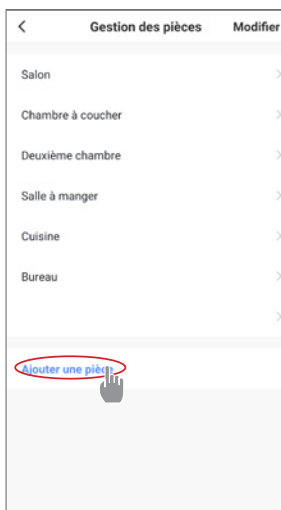 Gestion des pièces Modifier
Salon
Chambre à coucher
Deuxième chambre
Salle à manger
Cuisine
Bureau
Ajouter une pièce